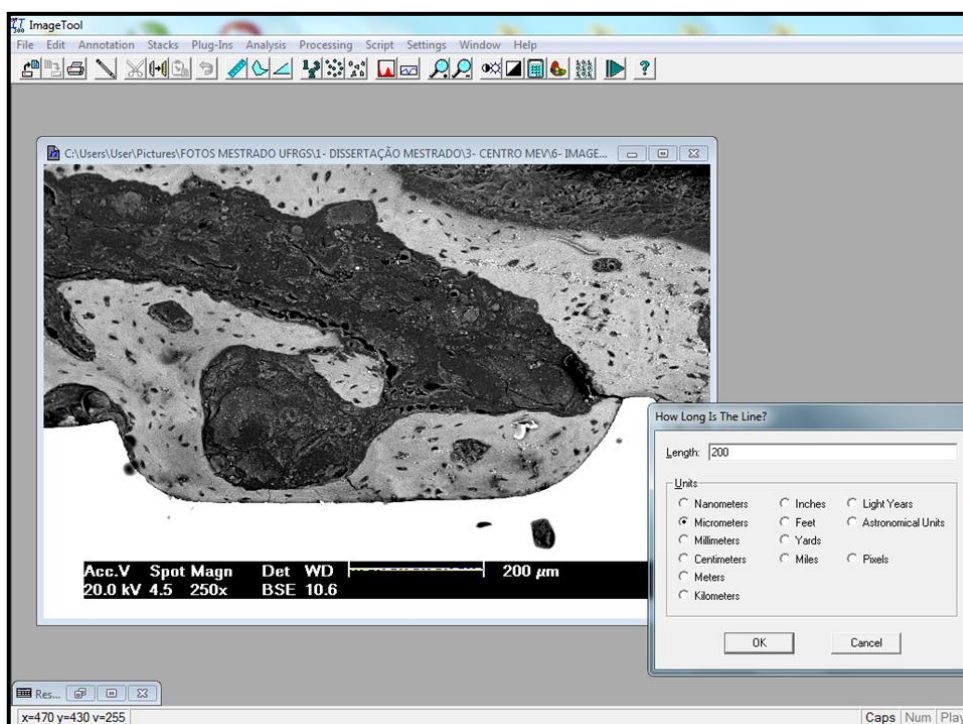 ImageTool
File Edit Annotation Stacks Plug-Ins Analysis Processing Script Settings Window Help
C:\Users\User\Pictures\FOTOS MESTRADO UFRGS\1- DISSERTAÇÃO MESTRADO\3- CENTRO MEV\6- IMAGE...
How Long Is The Line?
Length: 200
Units
Nanometers Inches Light Years
Micrometers Feet Astronomical Units
Millimeters Yards
Centimeters Miles Pixels
Meters
Kilometers
OK Cancel
Acc.V Spot Magn Det WD 200 µm
20.0 kV 4.5 250x BSE 10.6
Res...
x=470 y=430 v=255 Caps Num Play